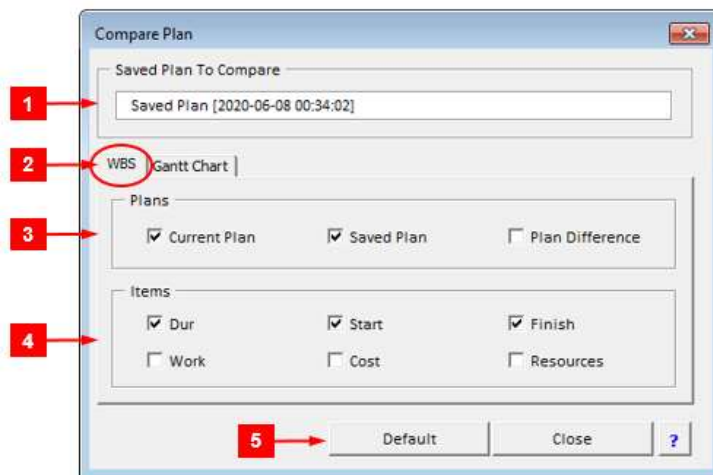 Compare Plan
Saved Plan To Compare
1
Saved Plan [2020-06-08 00:34:02]
2
WBS Gantt Chart
Plans
3
Current Plan Saved Plan Plan Difference
Items
Dur Start Finish
4
Work Cost Resources
5
Default Close ?